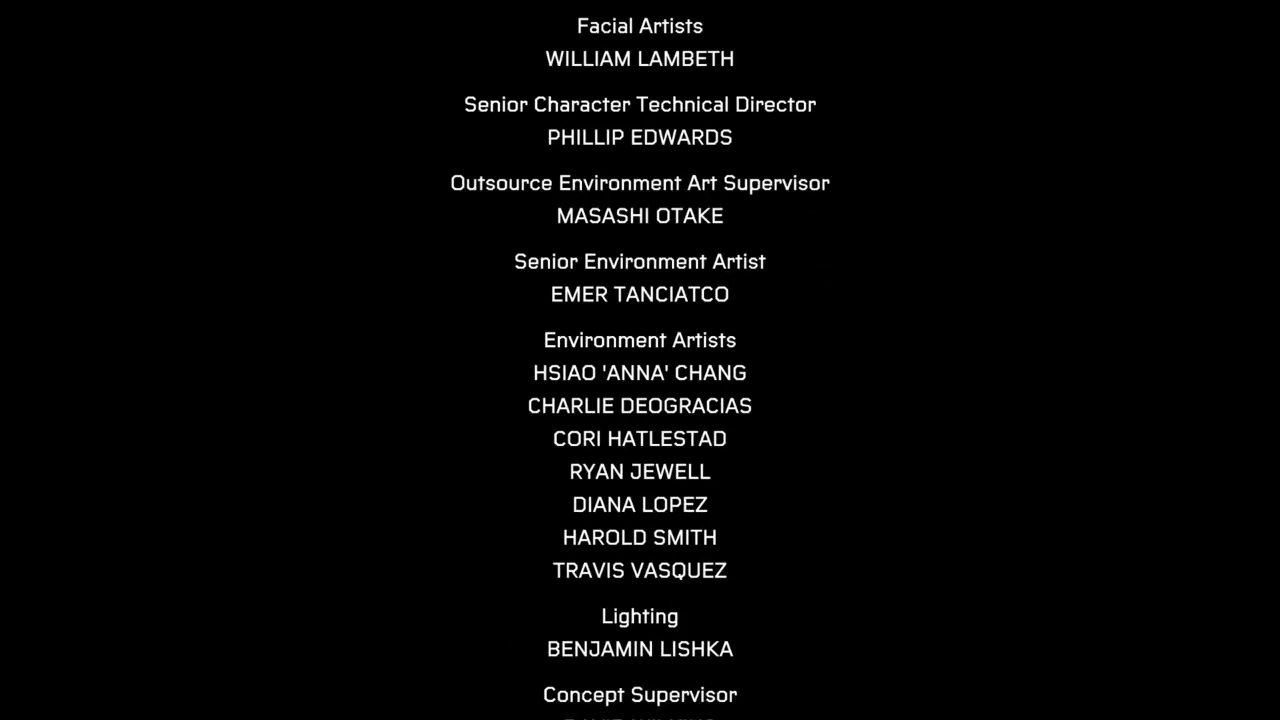 Facial Artists
WILLIAM LAMBETH
Senior Character Technical Director
PHILLIP EDWARDS
Outsource Environment Art Supervisor
MASASHI OTAKE
Senior Environment Artist
EMER TANCIATCO
Environment Artists
HSIAO 'ANNA' CHANG
CHARLIE DEOGRACIAS
CORI HATLESTAD
RYAN JEWELL
DIANA LOPEZ
HAROLD SMITH
TRAVIS VASQUEZ
Lighting
BENJAMIN LISHKA
Concept Supervisor